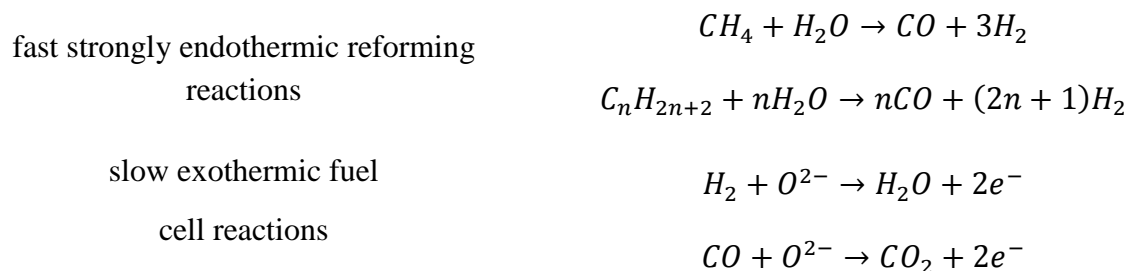 fast strongly endothermic reforming
reactions
CH₄ + H₂O → CO + 3H₂
CₙH₂ₙ₊₂ + nH₂O → nCO + (2n + 1)H₂
slow exothermic fuel
cell reactions
H₂ + O²⁻ → H₂O + 2e⁻
CO + O²⁻ → CO₂ + 2e⁻